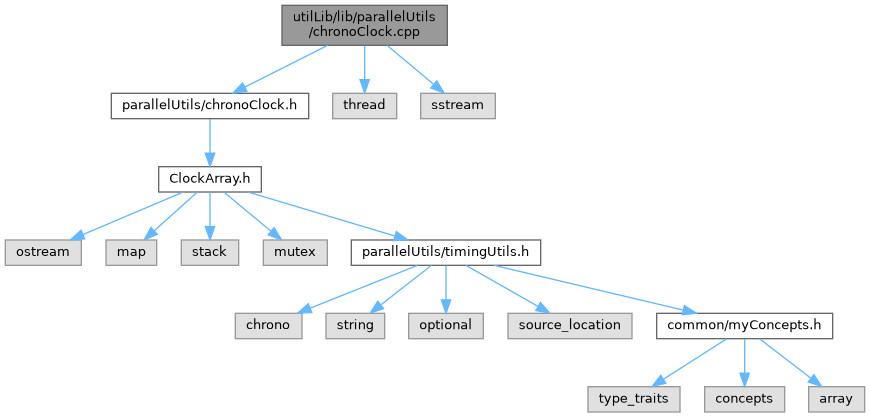 utilLib/lib/parallelUtils
/chronoClock.cpp
parallelUtils/chronoClock.h
thread
sstream
ClockArray.h
ostream
map
stack
mutex
parallelUtils/timingUtils.h
chrono
string
optional
source_location
common/myConcepts.h
type_traits
concepts
array